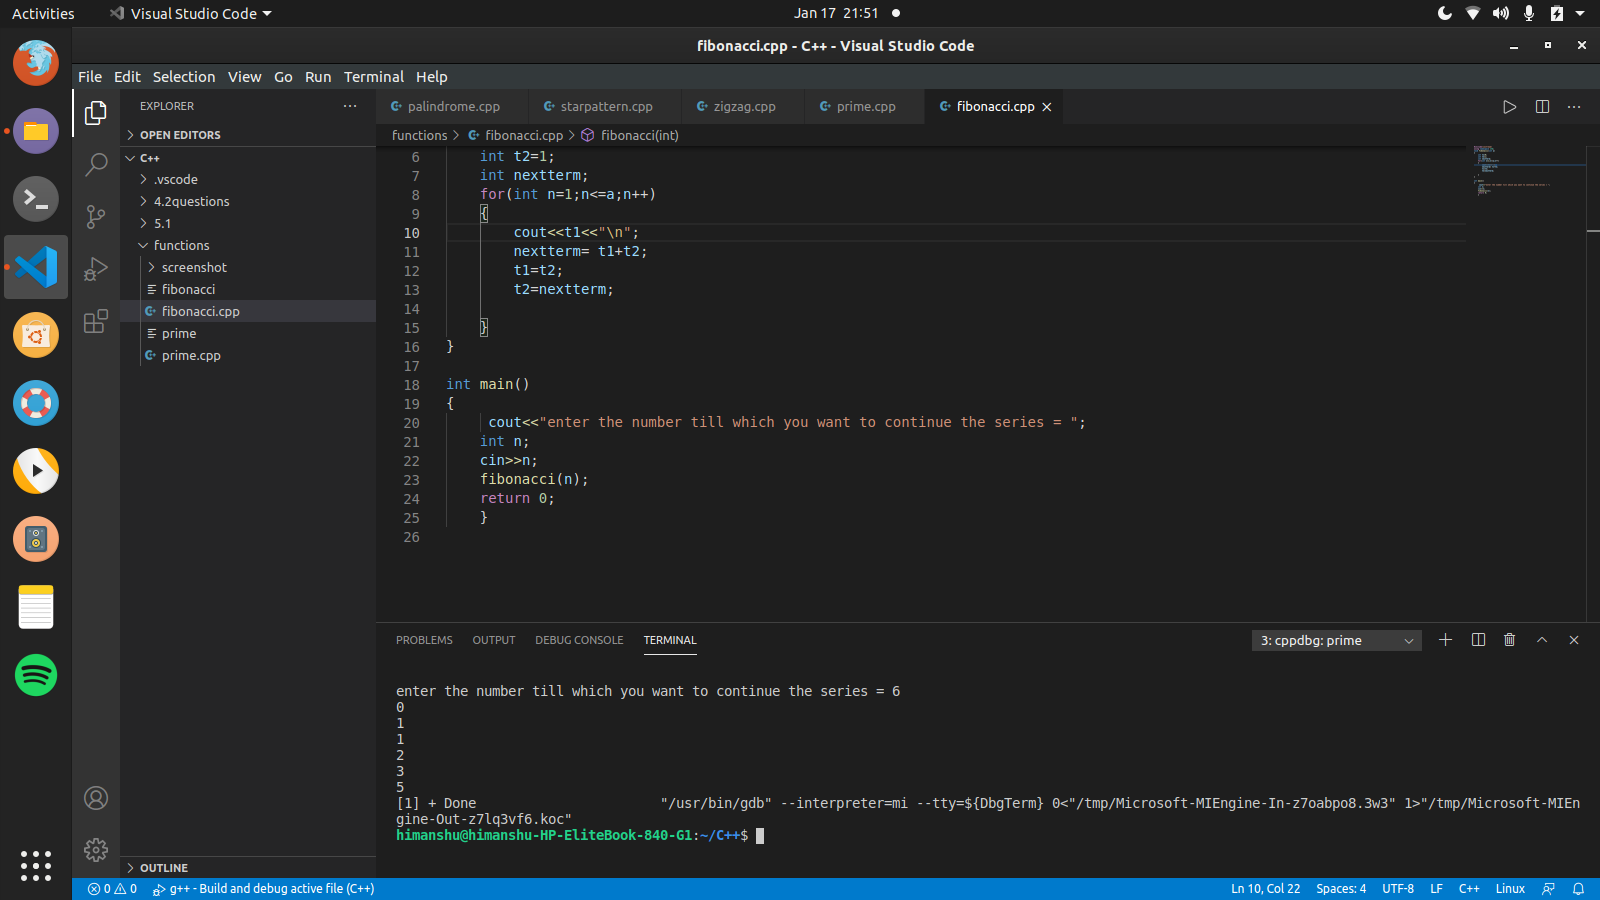 Activities Visual Studio Code Jan 17 21:51
fibonacci.cpp - C++ - Visual Studio Code
File Edit Selection View Go Run Terminal Help
EXPLORER
OPEN EDITORS
C++
.vscode
4.2questions
5.1
functions
screenshot
fibonacci
fibonacci.cpp
prime
prime.cpp
OUTLINE
palindrome.cpp starpattern.cpp zigzag.cpp prime.cpp fibonacci.cpp
functions > fibonacci.cpp > fibonacci(int)
6 int t2=1;
7 int nextterm;
8 for(int n=1;n<=a;n++)
9 {
10 cout<<t1<<"\n";
11 nextterm= t1+t2;
12 t1=t2;
13 t2=nextterm;
14
15 }
16 }
17
18 int main()
19 {
20 cout<<"enter the number till which you want to continue the series = ";
21 int n;
22 cin>>n;
23 fibonacci(n);
24 return 0;
25 }
26
PROBLEMS OUTPUT DEBUG CONSOLE TERMINAL 3: cppdbg: prime
enter the number till which you want to continue the series = 6
0
1
1
2
3
5
[1] + Done "/usr/bin/gdb" --interpreter=mi --tty=${DbgTerm} 0<"/tmp/Microsoft-MIEngine-In-z7oabpo8.3w3" 1>"/tmp/Microsoft-MIEn
gine-Out-z7lq3vf6.koc"
himanshu@himanshu-HP-EliteBook-840-G1:~/C++$
0 0 g++ - Build and debug active file (C++) Ln 10, Col 22 Spaces: 4 UTF-8 LF C++ Linux